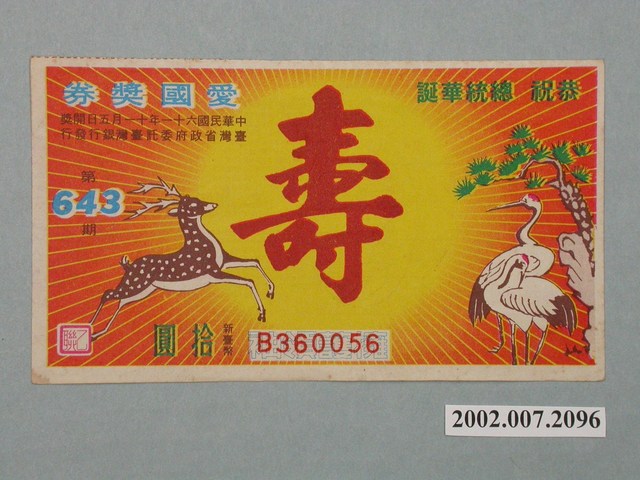 恭祝 總統華誕
愛國獎券
中華民國六十一年十一月五日開獎
臺灣省政府委託臺灣銀行發行
第
643
期
壽
新臺幣
拾圓
B360056
聯
2002.007.2096